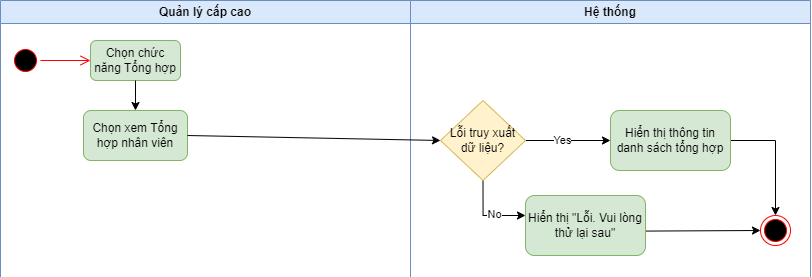 Quản lý cấp cao
Hệ thống
Chọn chức
năng Tổng hợp
Chọn xem Tổng
hợp nhân viên
Lỗi truy xuất
dữ liệu?
Yes
Hiển thị thông tin
danh sách tổng hợp
No
Hiển thị "Lỗi. Vui lòng
thử lại sau"